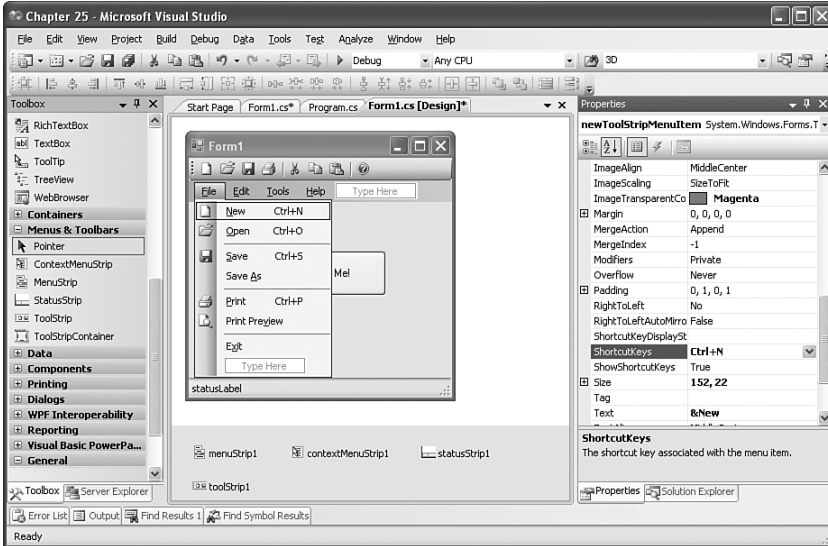 Chapter 25 - Microsoft Visual Studio
File Edit View Project Build Debug Data Tools Test Analyze Window Help
Debug Any CPU 3D
Toolbox
RichTextBox
TextBox
ToolTip
TreeView
WebBrowser
Containers
Menus & Toolbars
Pointer
ContextMenuStrip
MenuStrip
StatusStrip
ToolStrip
ToolStripContainer
Data
Components
Printing
Dialogs
WPF Interoperability
Reporting
Visual Basic PowerPa...
General
Toolbox Server Explorer
Start Page Form1.cs* Program.cs Form1.cs [Design]*
Form1
File Edit Tools Help Type Here
New Ctrl+N
Open Ctrl+O
Save Ctrl+S
Save As
Print Ctrl+P
Print Preview
Exit
Type Here
Me!
statusLabel
menuStrip1 contextMenuStrip1 statusStrip1
toolStrip1
Properties
newToolStripMenuItem System.Windows.Forms.T
ImageAlign MiddleCenter
ImageScaling SizeToFit
ImageTransparentCo Magenta
Margin 0, 0, 0, 0
MergeAction Append
MergeIndex -1
Modifiers Private
Overflow Never
Padding 0, 1, 0, 1
RightToLeft No
RightToLeftAutoMirro False
ShortcutKeyDisplaySt
ShortcutKeys Ctrl+N
ShowShortcutKeys True
Size 152, 22
Tag
Text &New
ShortcutKeys
The shortcut key associated with the menu item.
Properties Solution Explorer
Error List Output Find Results 1 Find Symbol Results
Ready